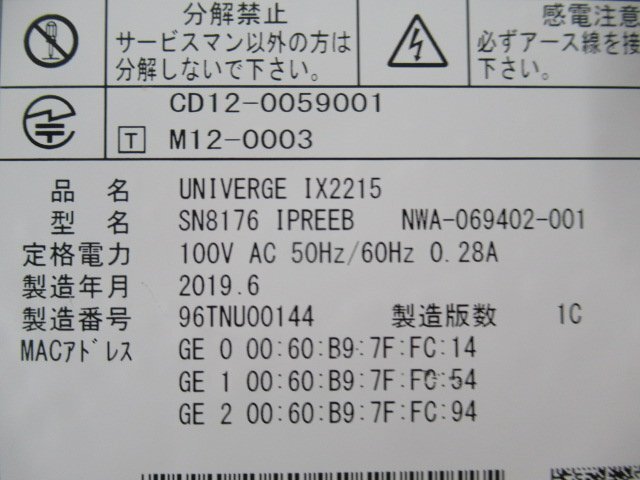 分解禁止
サービスマン以外の方は
分解しないで下さい。
感電注意
必ずアース線を接
下さい。
CD12-0059001
T M12-0003
品 名 UNIVERGE IX2215
型 名 SN8176 IPREEB NWA-069402-001
定格電力 100V AC 50Hz/60Hz 0.28A
製造年月 2019.6
製造番号 96TNU00144 製造版数 1C
MACｱﾄﾞﾚｽ GE 0 00:60:B9:7F:FC:14
GE 1 00:60:B9:7F:FC:54
GE 2 00:60:B9:7F:FC:94